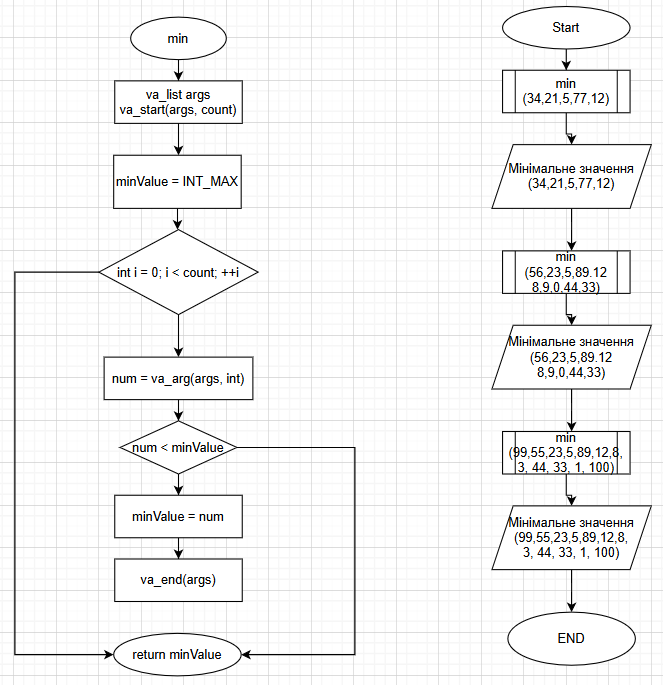 min
va_list args
va_start(args, count)
minValue = INT_MAX
int i = 0; i < count; ++i
num = va_arg(args, int)
num < minValue
minValue = num
va_end(args)
return minValue
Start
min
(34,21,5,77,12)
Мінімальне значення
(34,21,5,77,12)
min
(56,23,5,89.12
8,9,0,44,33)
Мінімальне значення
(56,23,5,89.12
8,9,0,44,33)
min
(99,55,23,5,89,12,8,
3, 44, 33, 1, 100)
Мінімальне значення
(99,55,23,5,89,12,8,
3, 44, 33, 1, 100)
END